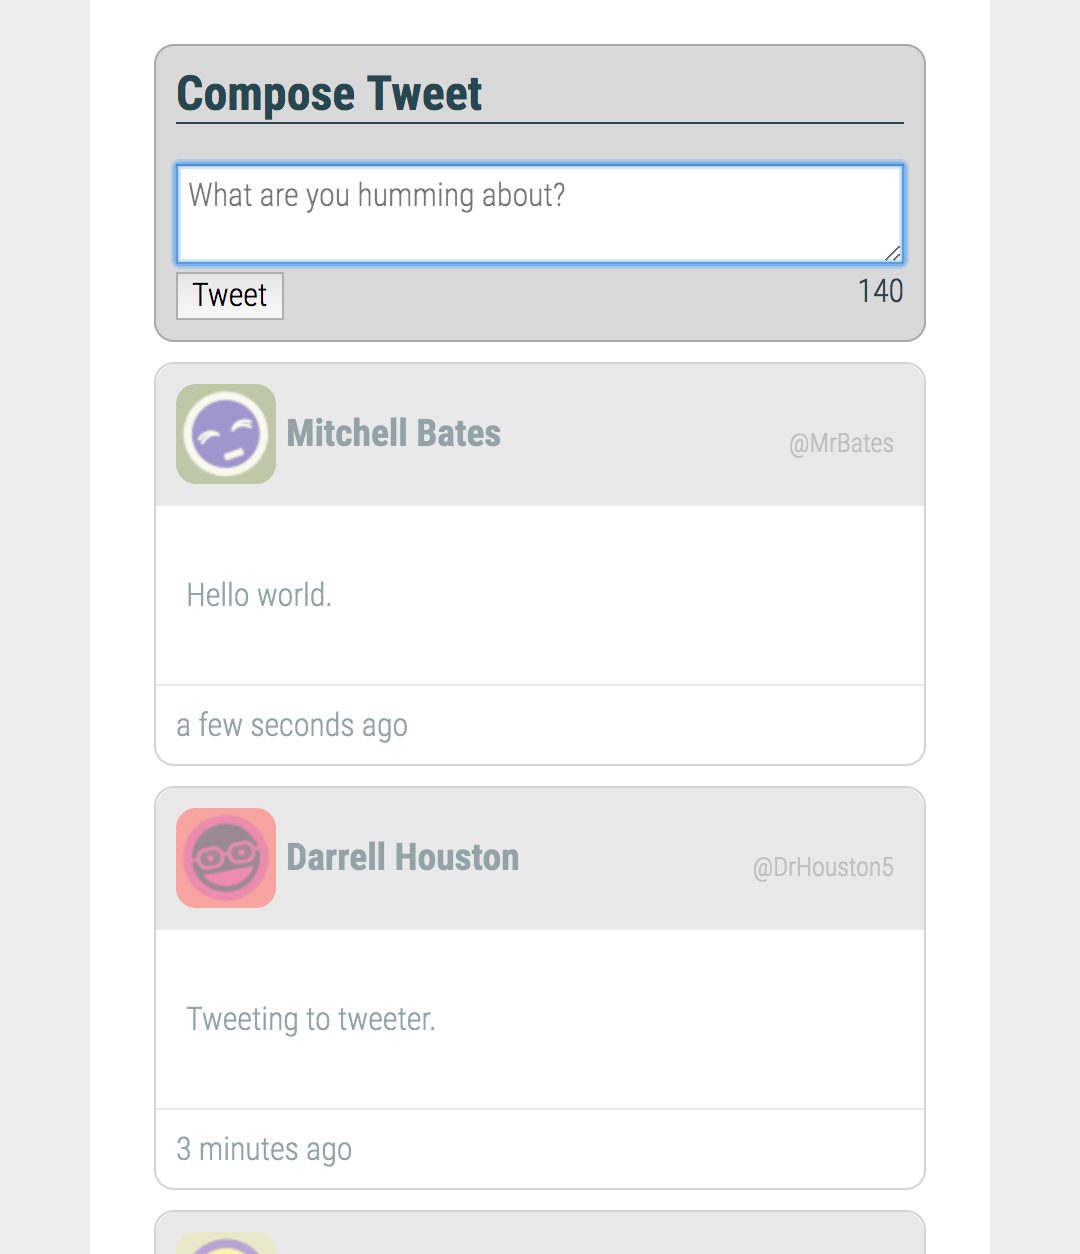 Compose Tweet
What are you humming about?
Tweet
140
Mitchell Bates
@MrBates
Hello world.
a few seconds ago
Darrell Houston
@DrHouston5
Tweeting to tweeter.
3 minutes ago